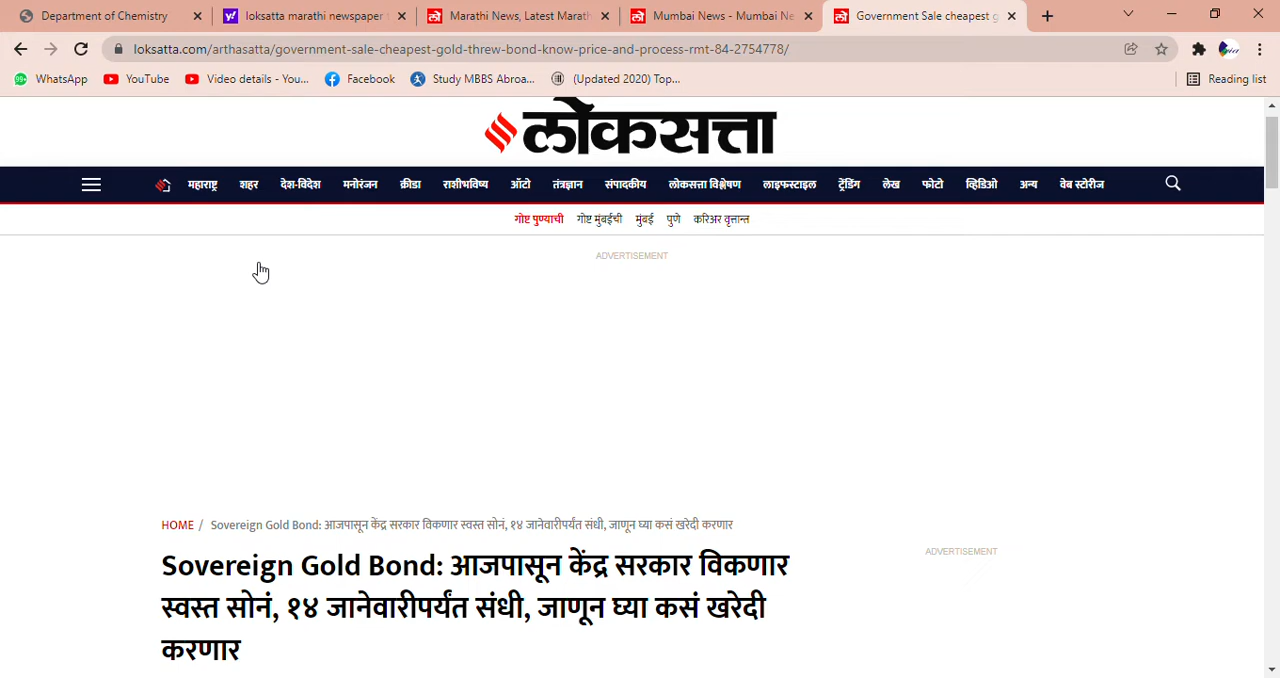 Department of Chemistry
loksatta marathi newspaper
Marathi News, Latest Marath
Mumbai News - Mumbai Ne
Government Sale cheapest g
loksatta.com/arthasatta/government-sale-cheapest-gold-threw-bond-know-price-and-process-rmt-84-2754778/
99+ WhatsApp YouTube Video details - You... Facebook Study MBBS Abroa... (Updated 2020) Top... Reading list
लोकसत्ता
महाराष्ट्र शहर देश-विदेश मनोरंजन क्रीडा राशीभविष्य ऑटो तंत्रज्ञान संपादकीय लोकसत्ता विश्लेषण लाइफस्टाइल ट्रेंडिंग लेख फोटो व्हिडिओ अन्य वेब स्टोरीज
गोष्ट पुण्याची गोष्ट मुंबईची मुंबई पुणे करिअर वृत्तान्त
ADVERTISEMENT
HOME / Sovereign Gold Bond: आजपासून केंद्र सरकार विकणार स्वस्त सोनं, १४ जानेवारीपर्यंत संधी, जाणून घ्या कसं खरेदी करणार
ADVERTISEMENT
Sovereign Gold Bond: आजपासून केंद्र सरकार विकणार
स्वस्त सोनं, १४ जानेवारीपर्यंत संधी, जाणून घ्या कसं खरेदी
करणार